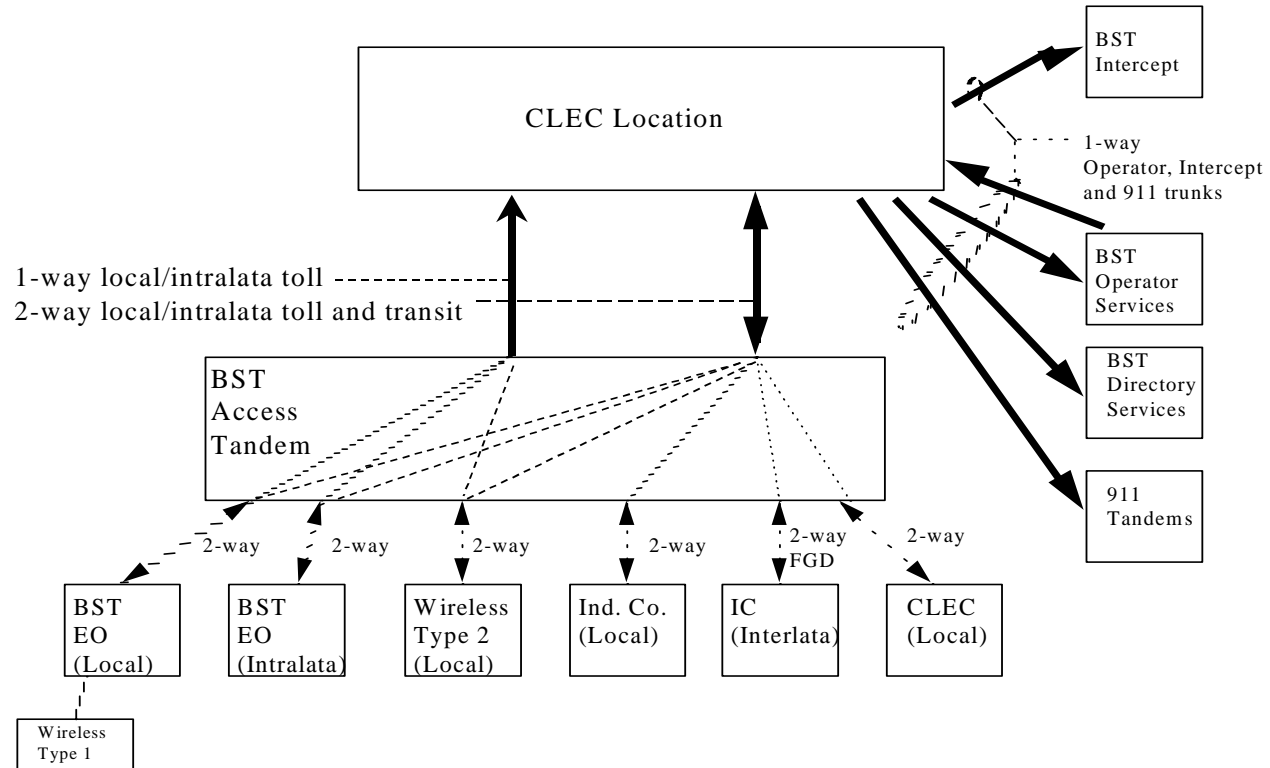 BST
Intercept
CLEC Location
1-way
Operator, Intercept
and 911 trunks
BST
Operator
Services
1-way local/intralata toll
2-way local/intralata toll and transit
BST
Access
Tandem
BST
Directory
Services
911
Tandems
2-way
2-way
2-way
2-way
2-way
FGD
2-way
BST
EO
(Local)
BST
EO
(Intralata)
Wireless
Type 2
(Local)
Ind. Co.
(Local)
IC
(Interlata)
CLEC
(Local)
Wireless
Type 1